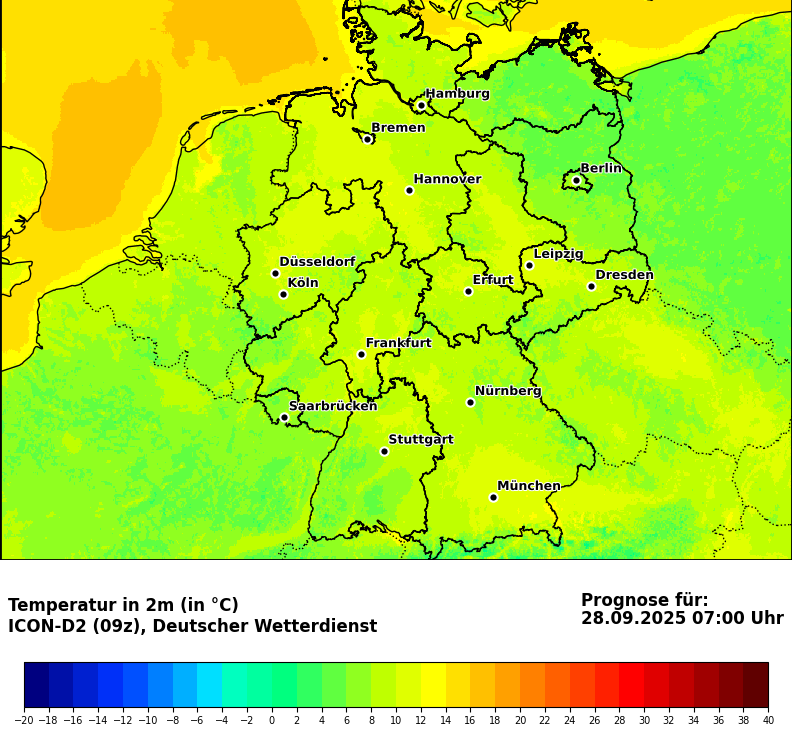 Hamburg
Bremen
Berlin
Hannover
Leipzig
Düsseldorf
Dresden
Köln
Erfurt
Frankfurt
Nürnberg
Saarbrücken
Stuttgart
München
Temperatur in 2m (in °C)
ICON-D2 (09z), Deutscher Wetterdienst
Prognose für:
28.09.2025 07:00 Uhr
−20 −18 −16 −14 −12 −10 −8 −6 −4 −2 0 2 4 6 8 10 12 14 16 18 20 22 24 26 28 30 32 34 36 38 40